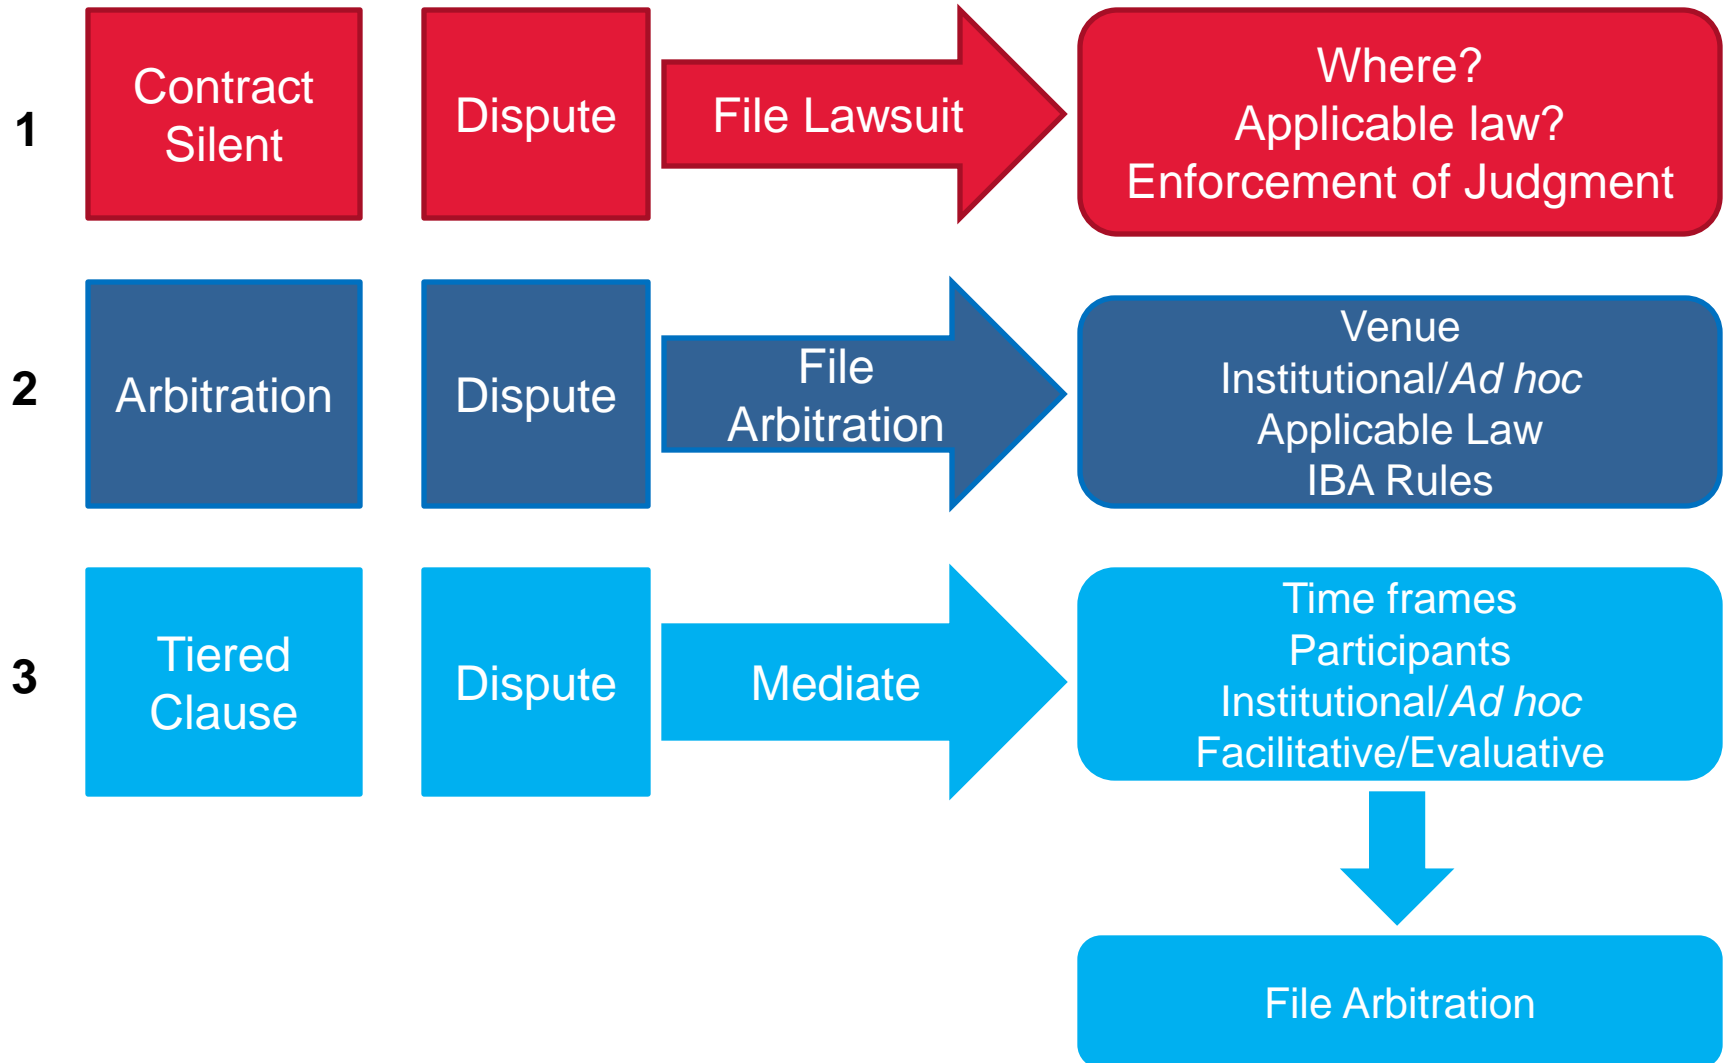 1
Contract
Silent
Dispute
File Lawsuit
Where?
Applicable law?
Enforcement of Judgment
2
Arbitration
Dispute
File
Arbitration
Venue
Institutional/Ad hoc
Applicable Law
IBA Rules
3
Tiered
Clause
Dispute
Mediate
Time frames
Participants
Institutional/Ad hoc
Facilitative/Evaluative
File Arbitration